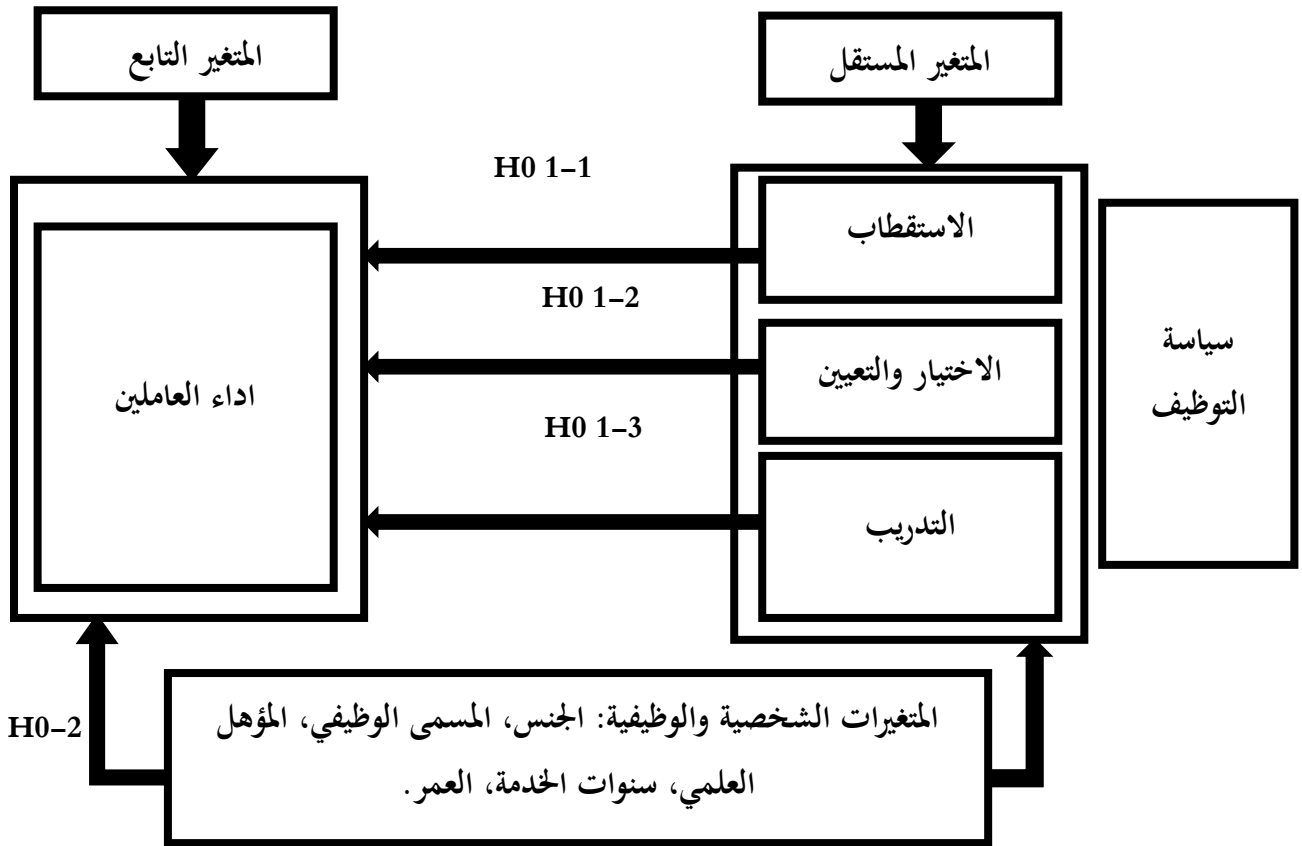 المتغير المستقل
المتغير التابع
H0 1–1
الاستقطاب
H0 1–2
الاختيار والتعيين
سياسة
التوظيف
اداء العاملين
H0 1–3
التدريب
المتغيرات الشخصية والوظيفية: الجنس، المسمى الوظيفي، المؤهل
العلمي، سنوات الخدمة، العمر.
H0–2